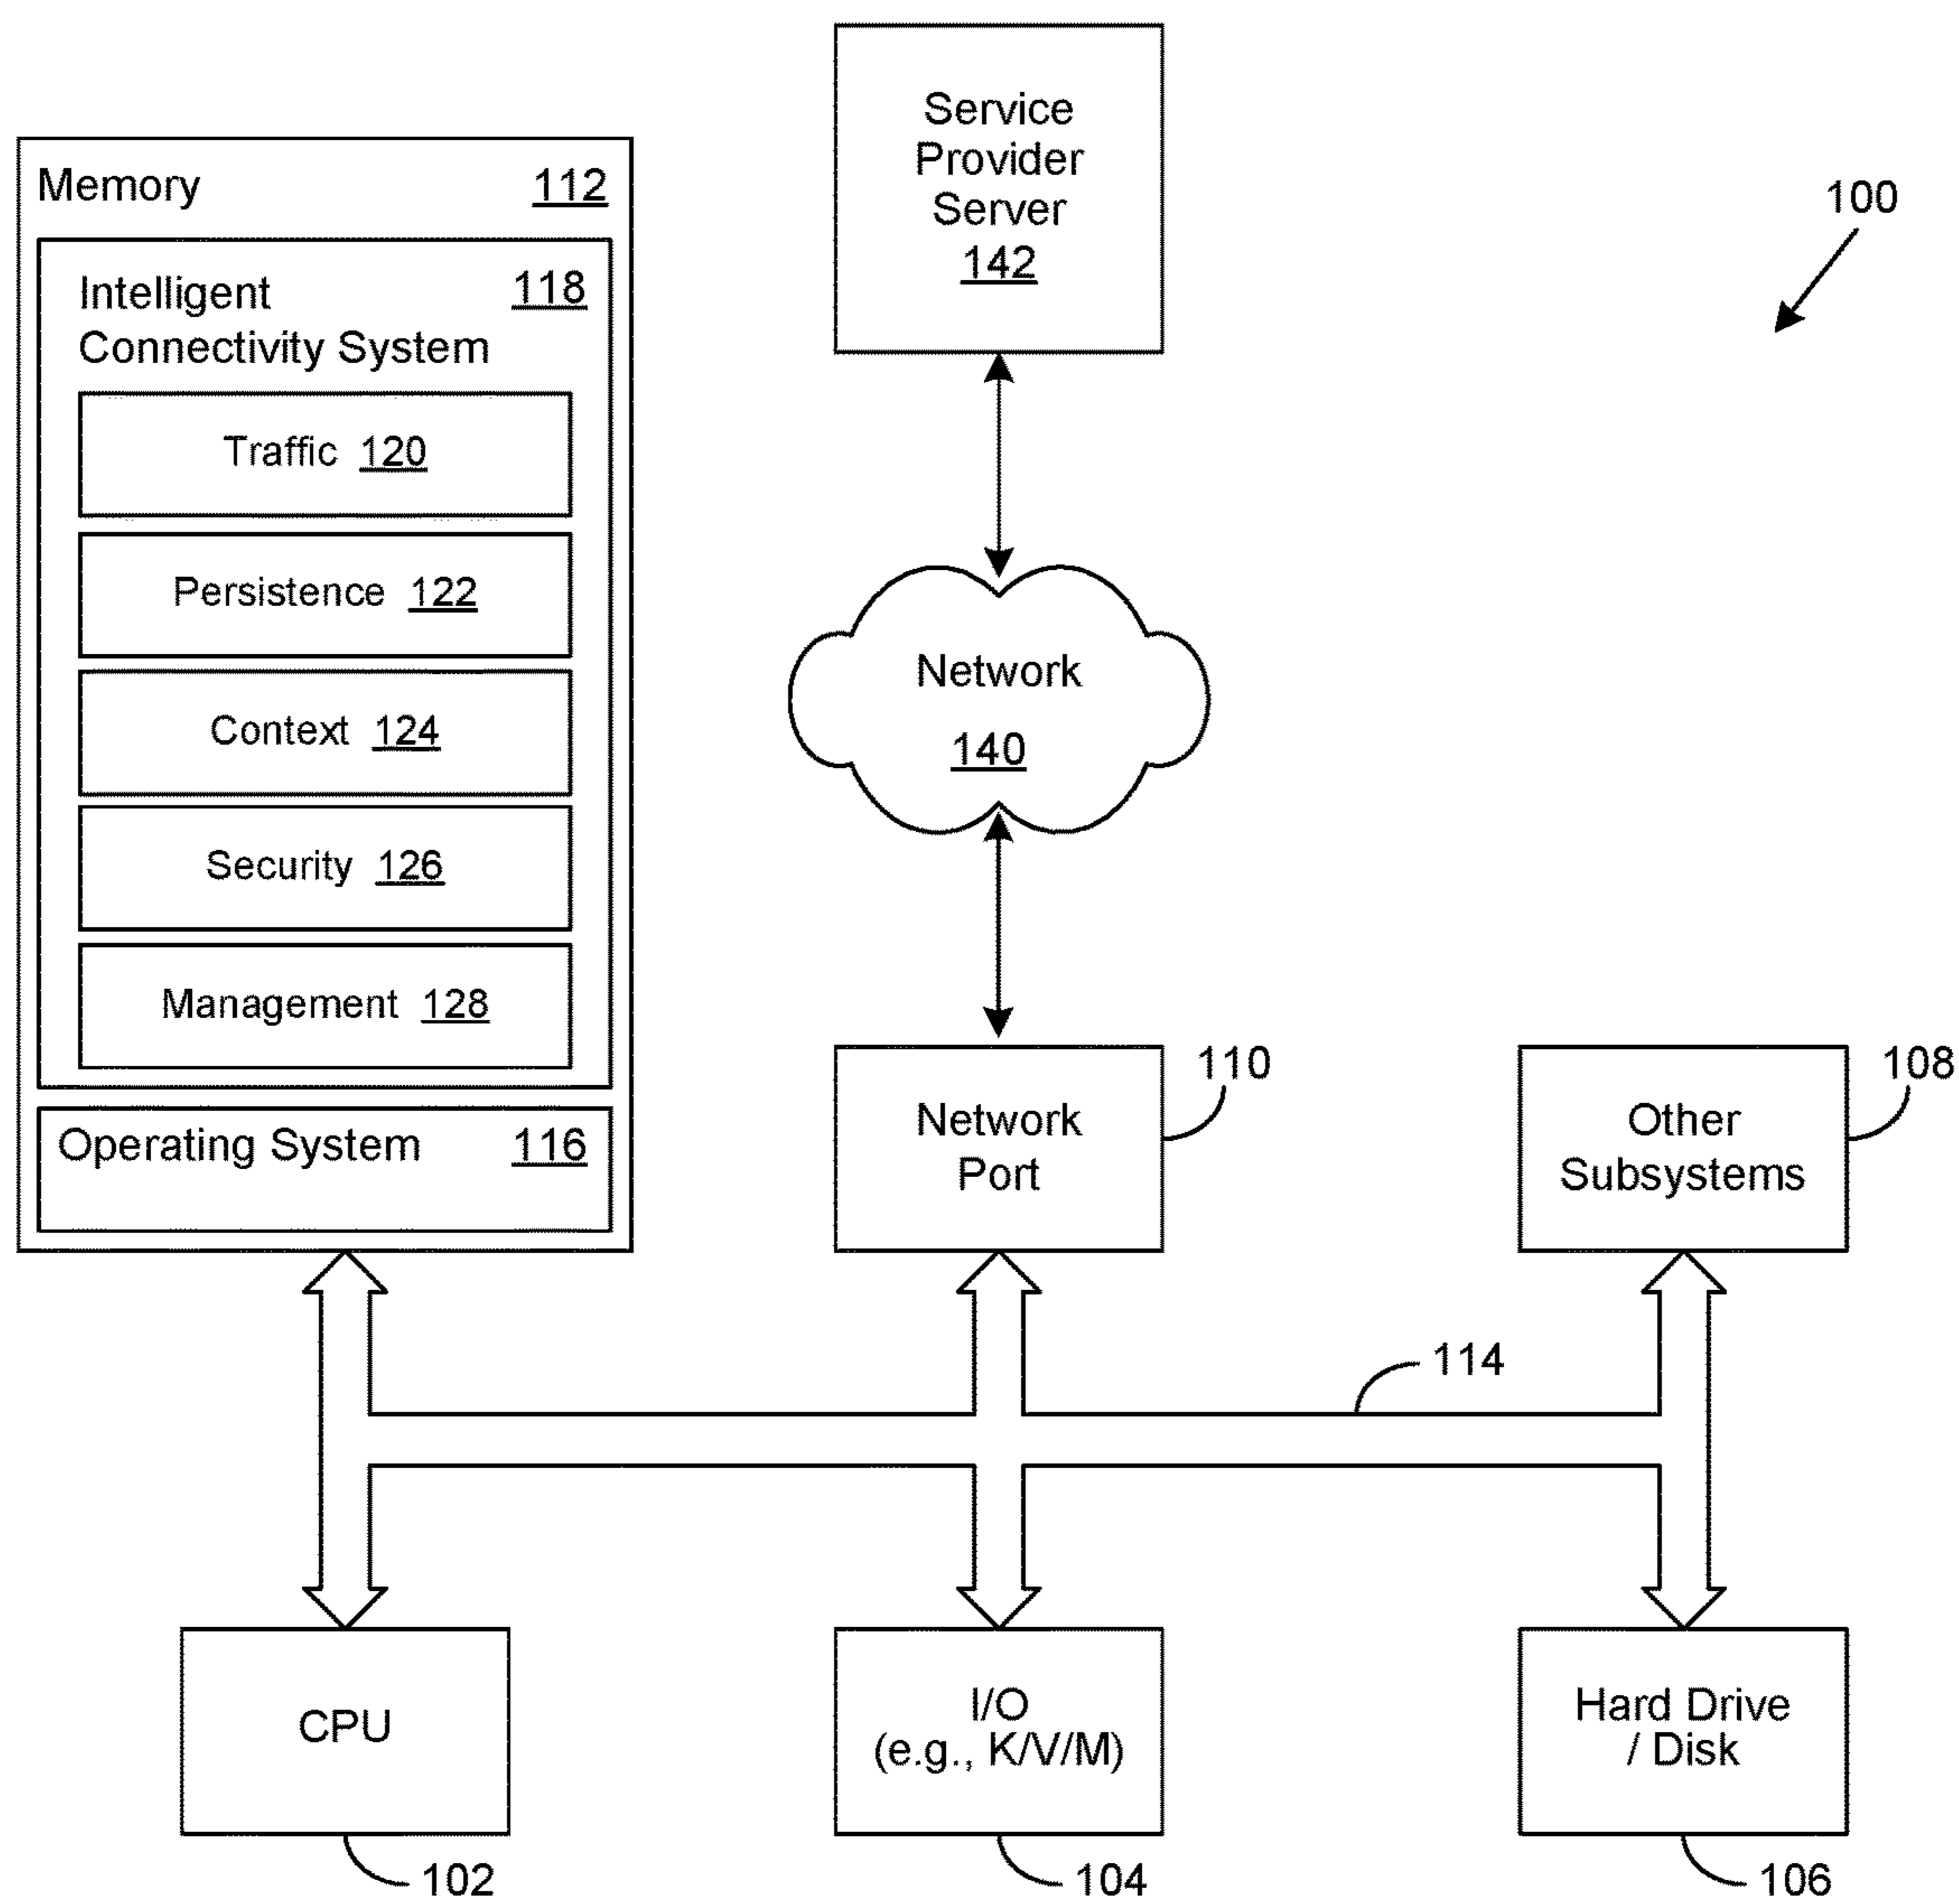 Service
Provider
Server
142
100
Memory 112
Intelligent 118
Connectivity System
Traffic 120
Persistence 122
Context 124
Security 126
Management 128
Operating System 116
Network
140
Network
Port
110
Other
Subsystems
108
114
CPU
102
I/O
(e.g., K/V/M)
104
Hard Drive
/ Disk
106